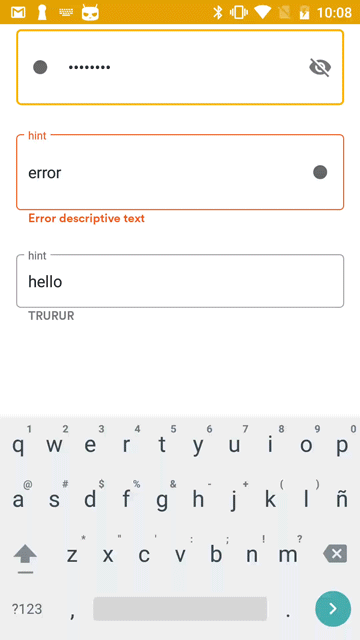 10:08
••••••••
hint
error
Error descriptive text
hint
hello
TRURUR
1 2 3 4 5 6 7 8 9 0
q w e r t y u i o p
@ # $ % & - + ( )
a s d f g h j k l ñ
* " ' : ; ! ?
z x c v b n m
?123 , .